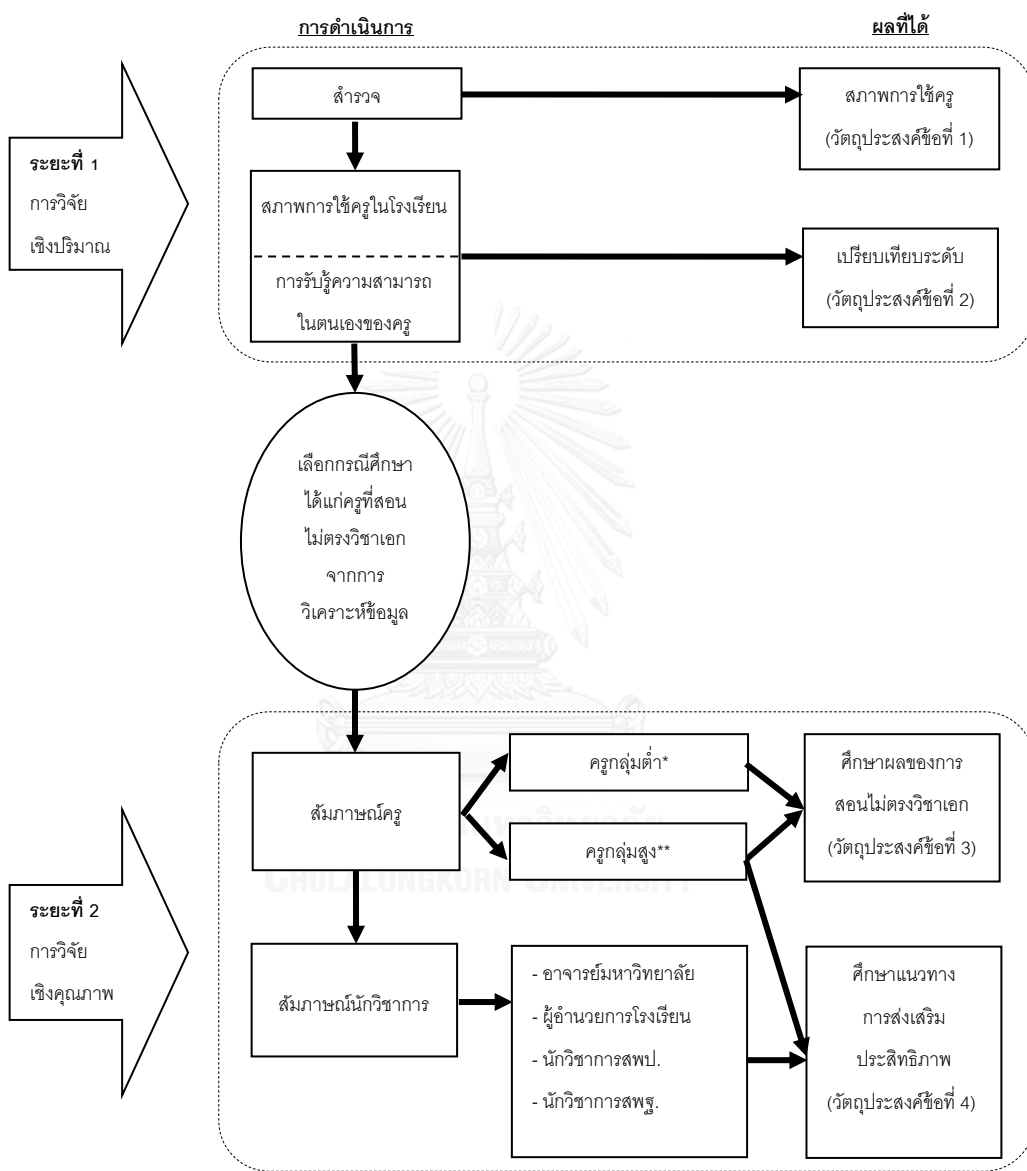 การดำเนินการ
ผลที่ได้
ระยะที่ 1
การวิจัย
เชิงปริมาณ
สำรวจ
สภาพการใช้ครู
(วัตถุประสงค์ข้อที่ 1)
สภาพการใช้ครูในโรงเรียน
การรับรู้ความสามารถ
ในตนเองของครู
เปรียบเทียบระดับ
(วัตถุประสงค์ข้อที่ 2)
เลือกกรณีศึกษา
ได้แก่ครูที่สอน
ไม่ตรงวิชาเอก
จากการ
วิเคราะห์ข้อมูล
ระยะที่ 2
การวิจัย
เชิงคุณภาพ
สัมภาษณ์ครู
ครูกลุ่มต่ำ*
ครูกลุ่มสูง**
ศึกษาผลของการ
สอนไม่ตรงวิชาเอก
(วัตถุประสงค์ข้อที่ 3)
CHULALONGKORN UNIVERSITY
สัมภาษณ์นักวิชาการ
- อาจารย์มหาวิทยาลัย
- ผู้อำนวยการโรงเรียน
- นักวิชาการสพป.
- นักวิชาการสพฐ.
ศึกษาแนวทาง
การส่งเสริม
ประสิทธิภาพ
(วัตถุประสงค์ข้อที่ 4)